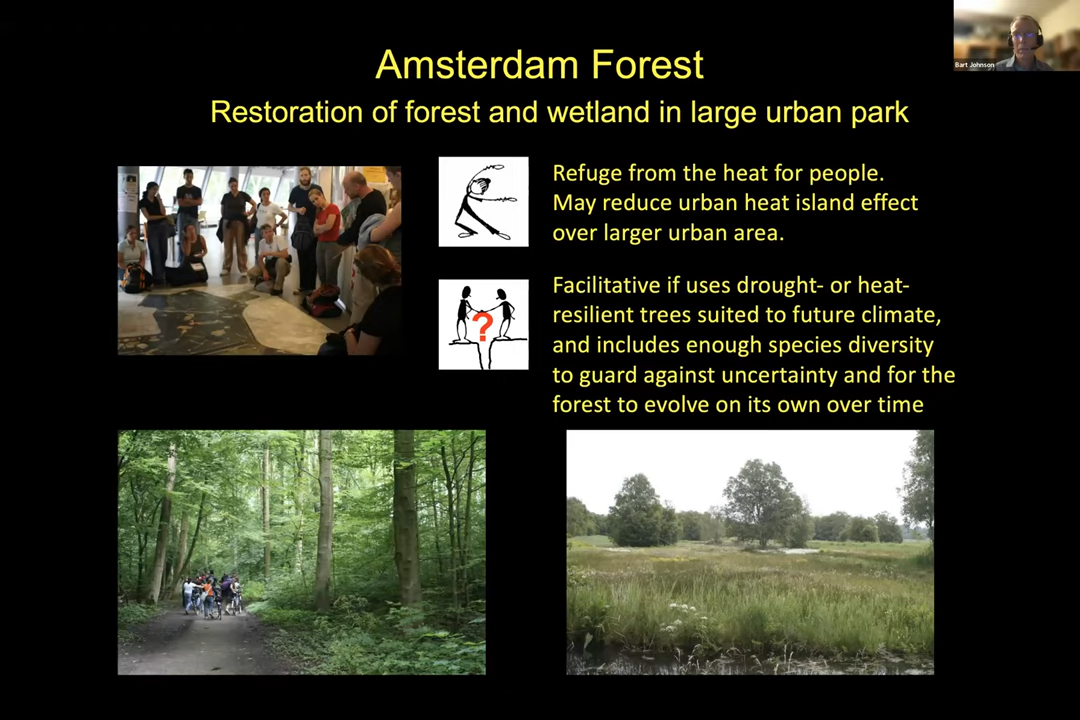 Bart Johnson
Amsterdam Forest
Restoration of forest and wetland in large urban park
Refuge from the heat for people.
May reduce urban heat island effect
over larger urban area.
Facilitative if uses drought- or heat-
resilient trees suited to future climate,
and includes enough species diversity
to guard against uncertainty and for the
forest to evolve on its own over time
?